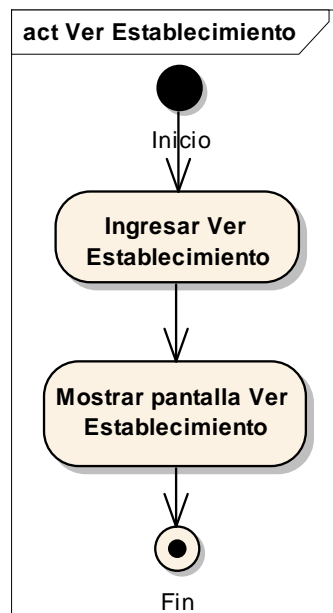 act Ver Establecimiento
Inicio
Ingresar Ver
Establecimiento
Mostrar pantalla Ver
Establecimiento
Fin